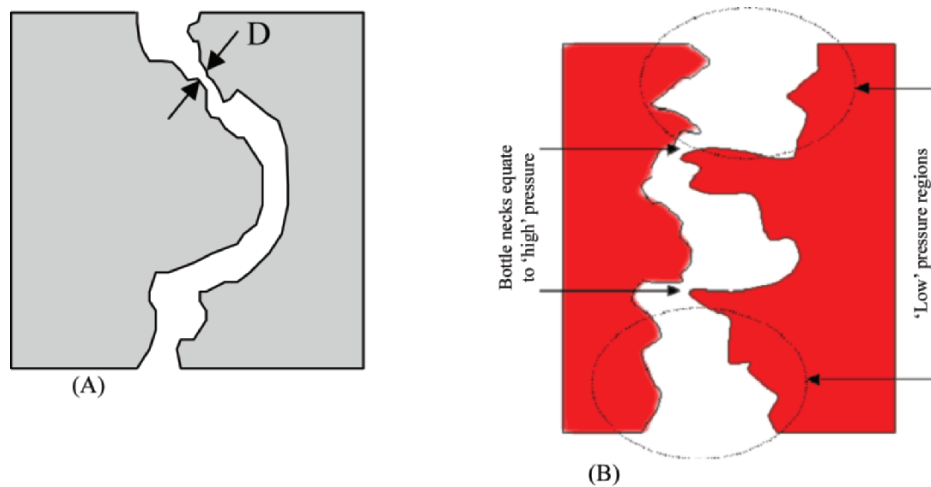 D
(A)
Bottle necks equate
to ‘high’ pressure
‘Low’ pressure regions
(B)